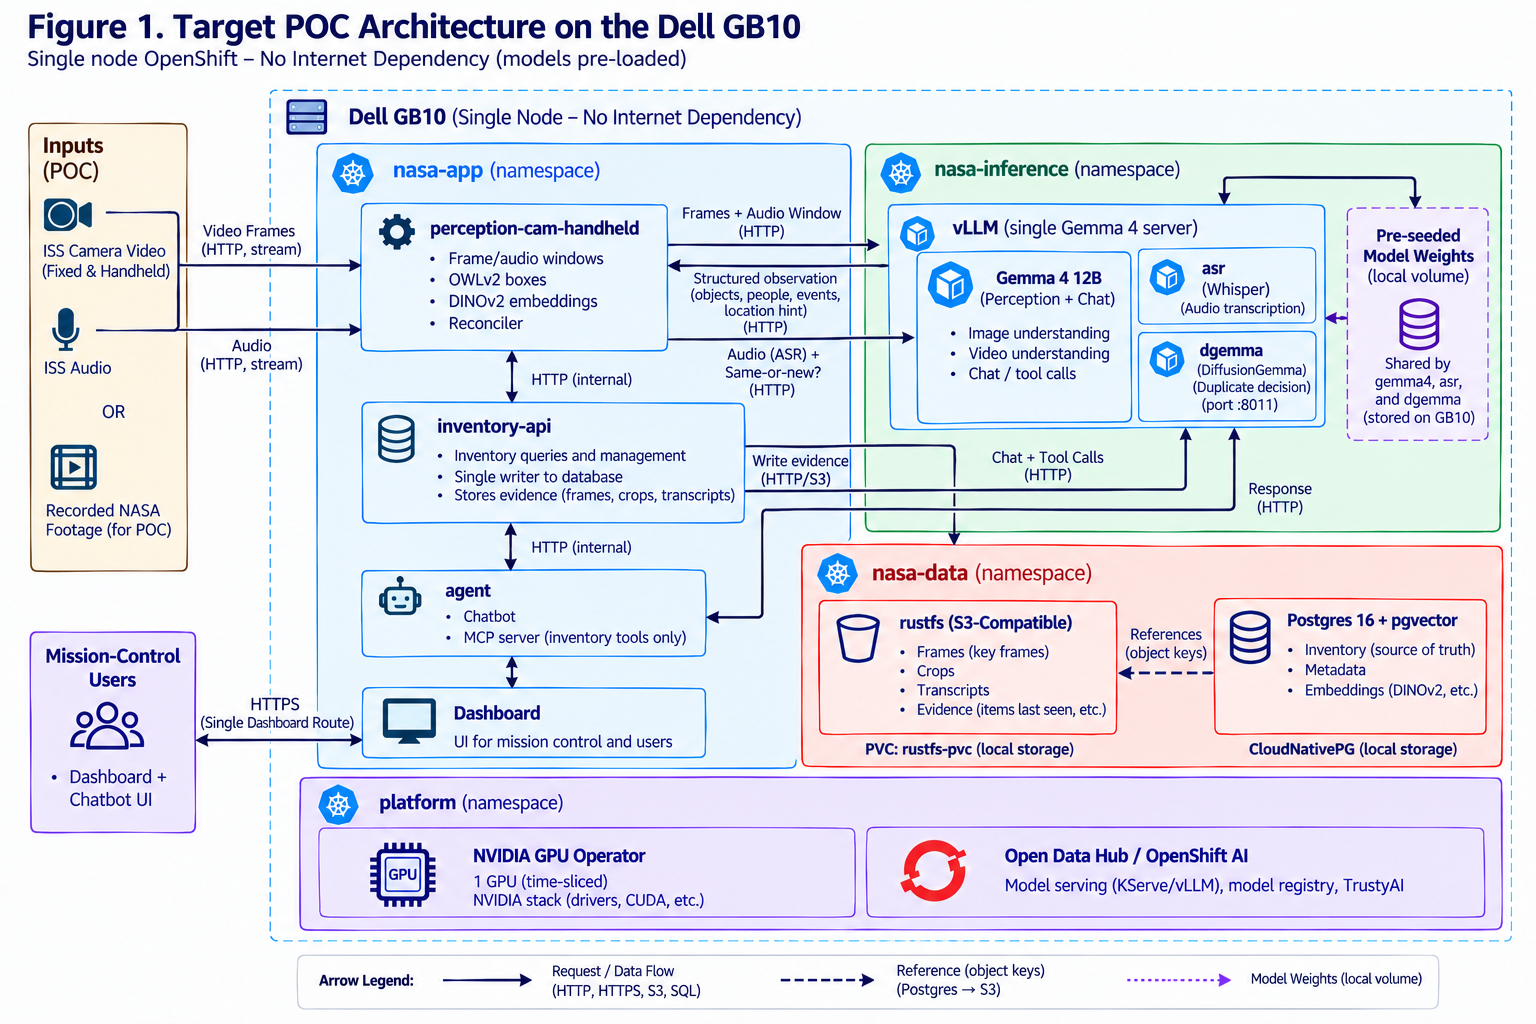 Figure 1. Target POC Architecture on the Dell GB10
Single node OpenShift – No Internet Dependency (models pre-loaded)
Dell GB10 (Single Node – No Internet Dependency)
Inputs
(POC)
ISS Camera Video
(Fixed & Handheld)
ISS Audio
OR
Recorded NASA
Footage (for POC)
Video Frames
(HTTP, stream)
Audio
(HTTP, stream)
Mission-Control
Users
• Dashboard +
Chatbot UI
HTTPS
(Single Dashboard Route)
nasa-app (namespace)
perception-cam-handheld
• Frame/audio windows
• OWLv2 boxes
• DINOv2 embeddings
• Reconciler
HTTP (internal)
inventory-api
• Inventory queries and management
• Single writer to database
• Stores evidence (frames, crops, transcripts)
HTTP (internal)
agent
• Chatbot
• MCP server (inventory tools only)
Dashboard
UI for mission control and users
Frames + Audio Window
(HTTP)
Structured observation
(objects, people, events,
location hint)
(HTTP)
Audio (ASR) +
Same-or-new?
(HTTP)
Write evidence
(HTTP/S3)
Chat + Tool Calls
(HTTP)
Response
(HTTP)
nasa-inference (namespace)
vLLM (single Gemma 4 server)
Gemma 4 12B
(Perception + Chat)
• Image understanding
• Video understanding
• Chat / tool calls
asr
(Whisper)
(Audio transcription)
dgemma
(DiffusionGemma)
(Duplicate decision)
(port :8011)
Pre-seeded
Model Weights
(local volume)
Shared by
gemma4, asr,
and dgemma
(stored on GB10)
nasa-data (namespace)
rustfs (S3-Compatible)
• Frames (key frames)
• Crops
• Transcripts
• Evidence (items last seen, etc.)
PVC: rustfs-pvc (local storage)
References
(object keys)
Postgres 16 + pgvector
• Inventory (source of truth)
• Metadata
• Embeddings (DINOv2, etc.)
CloudNativePG (local storage)
platform (namespace)
GPU
NVIDIA GPU Operator
1 GPU (time-sliced)
NVIDIA stack (drivers, CUDA, etc.)
Open Data Hub / OpenShift AI
Model serving (KServe/vLLM), model registry, TrustyAI
Arrow Legend:
Request / Data Flow
(HTTP, HTTPS, S3, SQL)
Reference (object keys)
(Postgres → S3)
Model Weights (local volume)